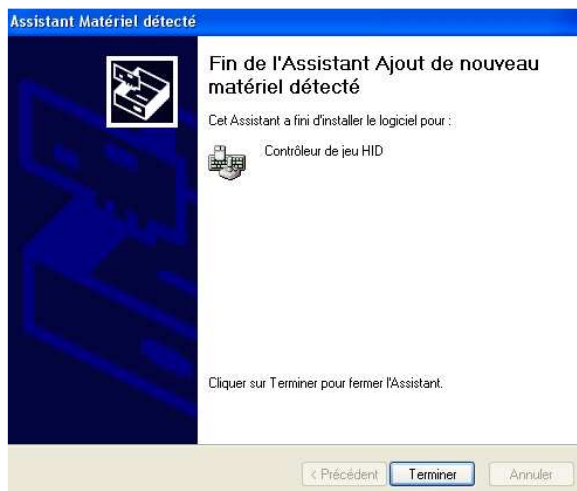 Assistant Matériel détecté
Fin de l'Assistant Ajout de nouveau
matériel détecté
Cet Assistant a fini d'installer le logiciel pour :
Contrôleur de jeu HID
Cliquer sur Terminer pour fermer l'Assistant.
< Précédent Terminer Annuler